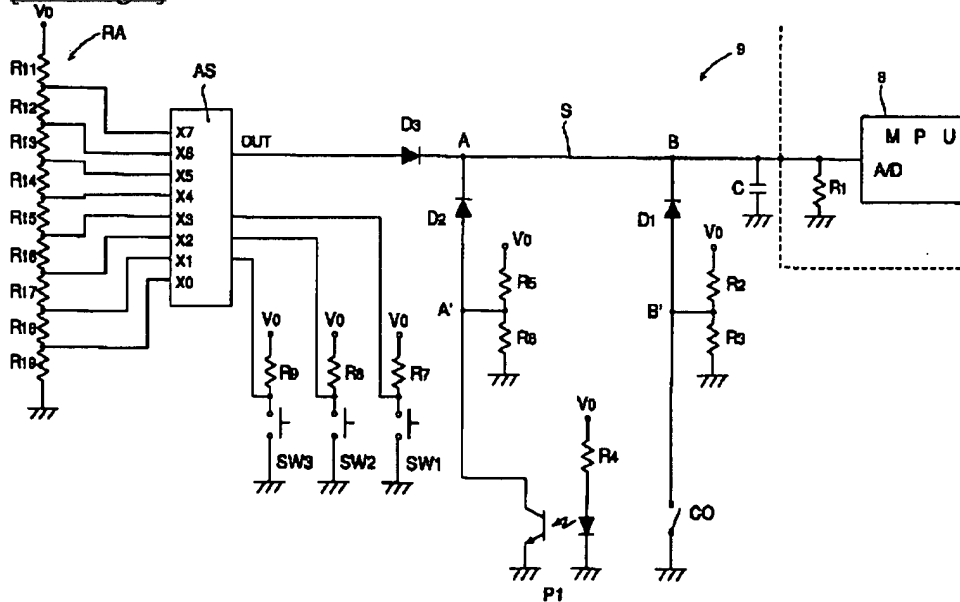 V0
RA
9
R11
AS
8
S
R12
X7
OUT
D3
A
B
M P U
R13
X6
X5
A/D
R14
X4
C
R1
R15
X3
D2
D1
R16
X2
V0
V0
X1
R17
X0
R5
R2
A'
B'
R18
V0
V0
V0
R6
R3
R19
R9
R8
R7
V0
R4
SW3
SW2
SW1
CO
P1